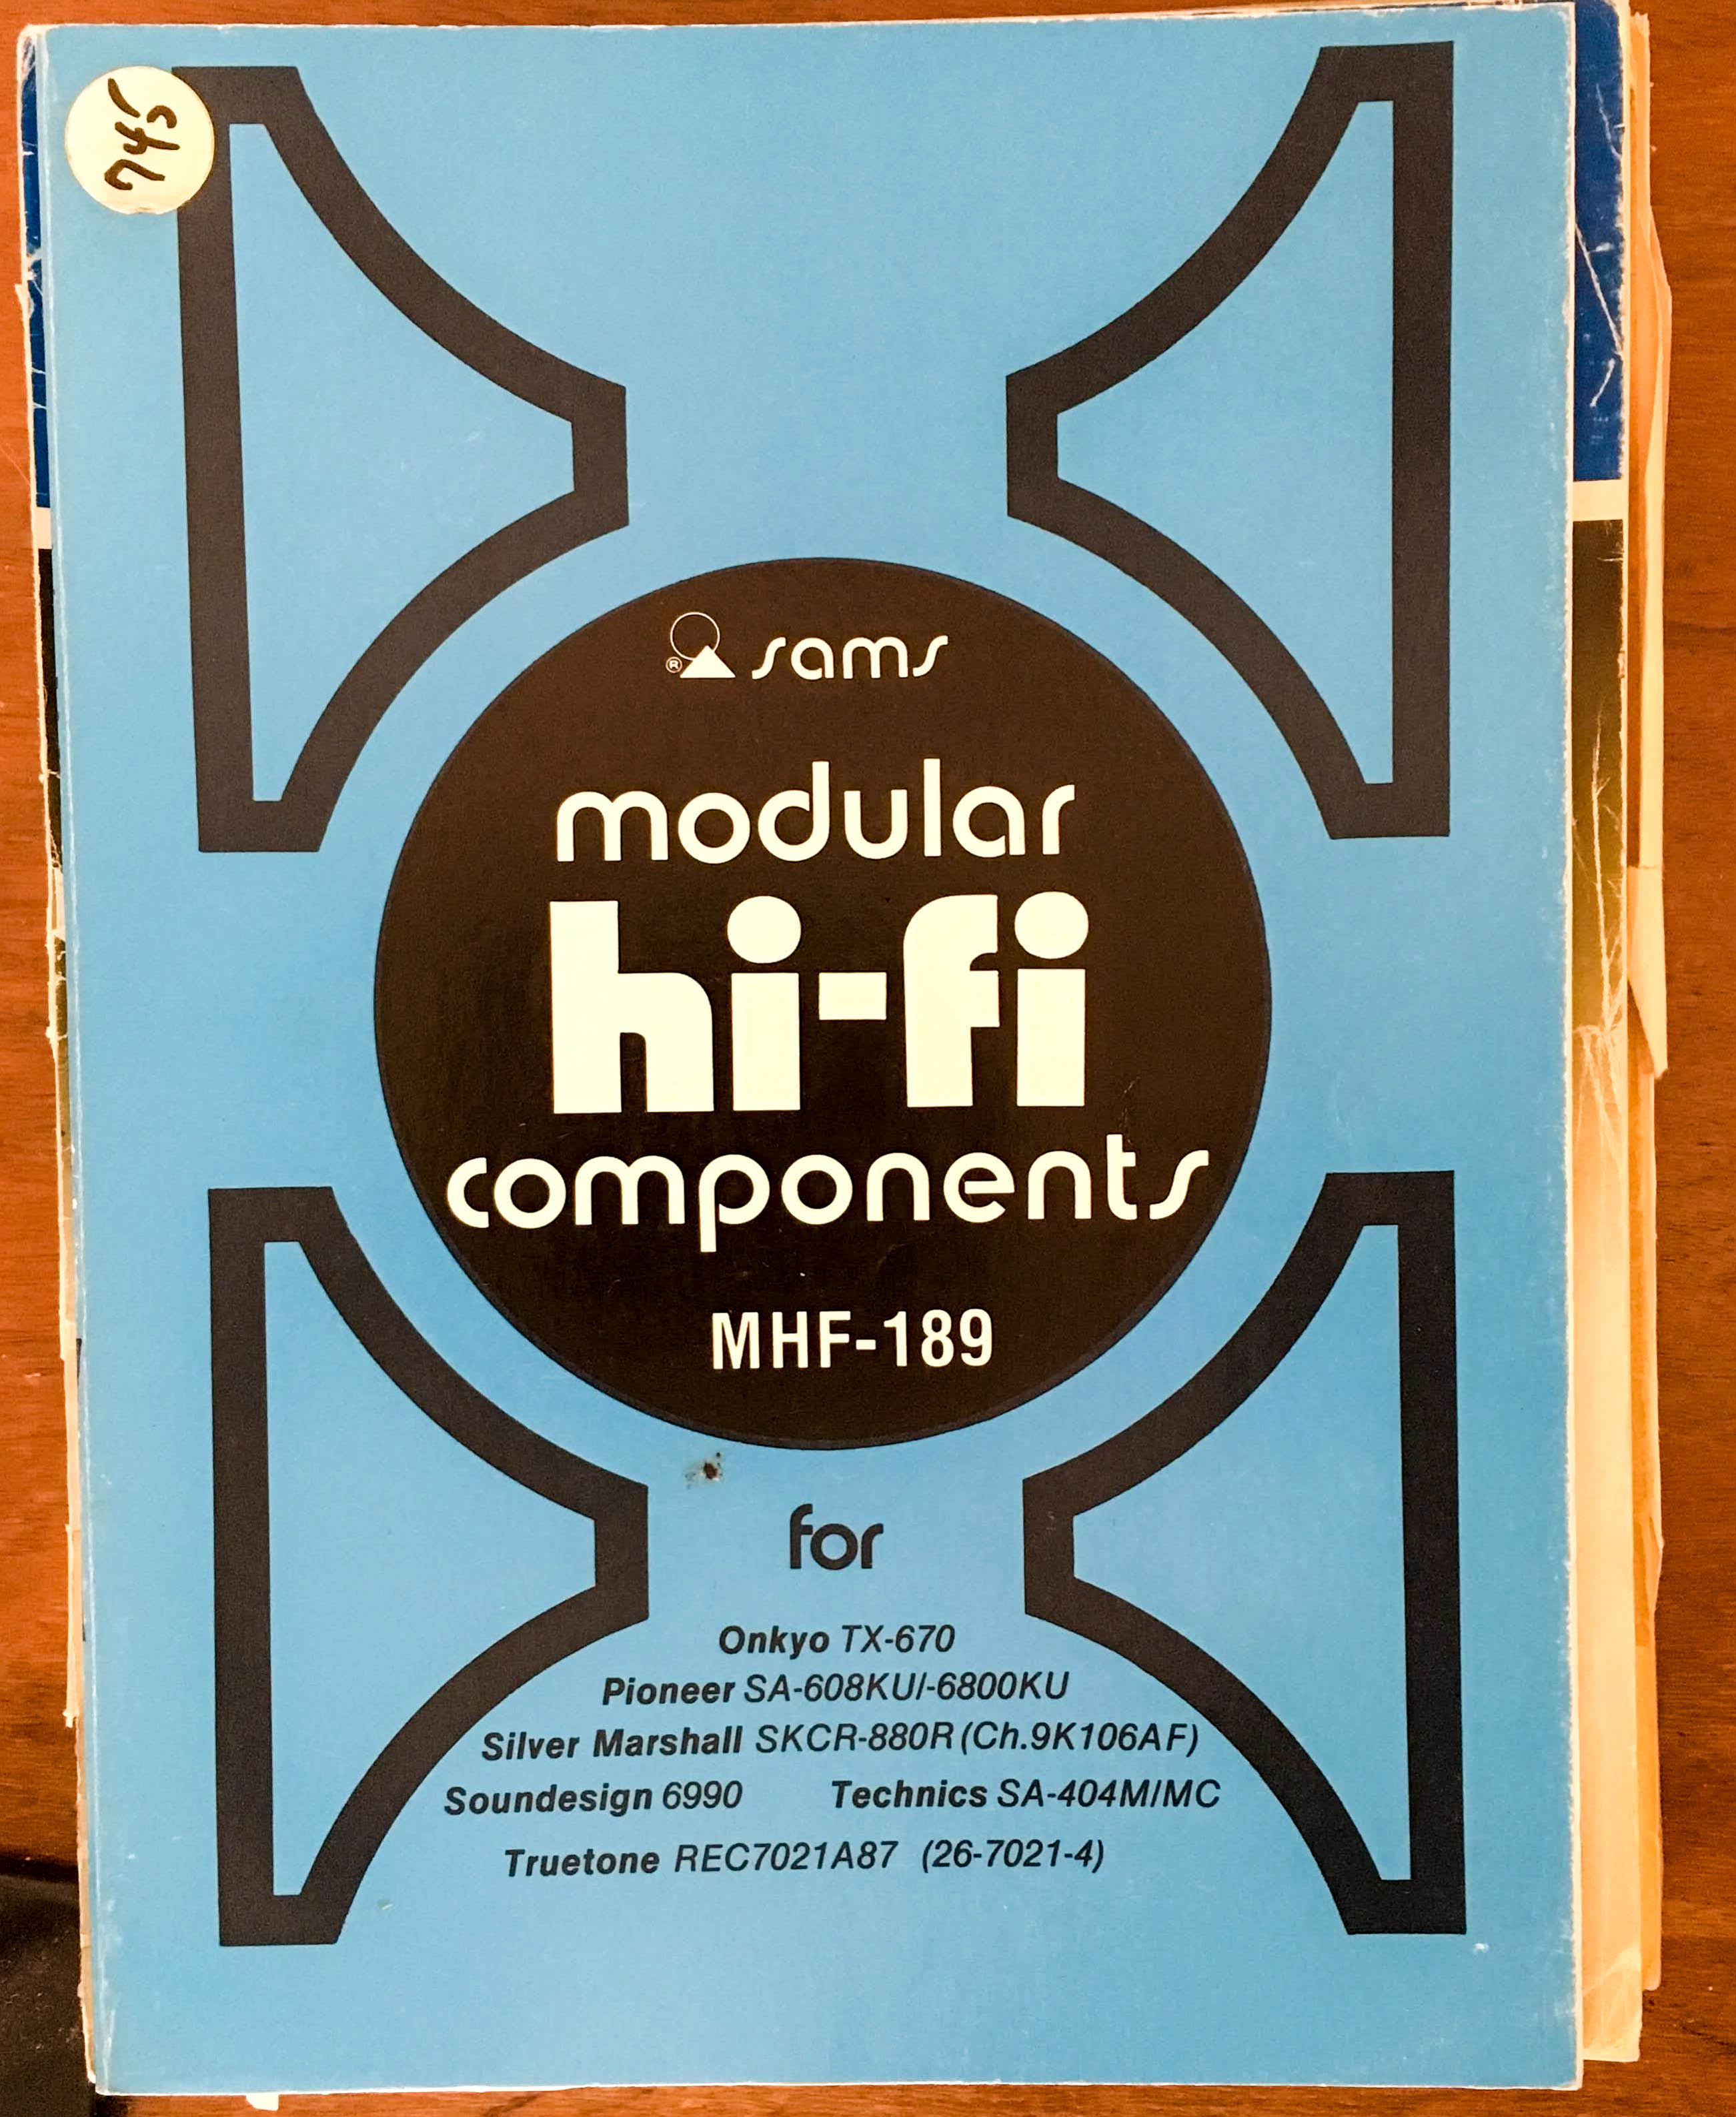 745
® sams
modular
hi-fi
components
MHF-189
for
Onkyo TX-670
Pioneer SA-608KU/-6800KU
Silver Marshall SKCR-880R (Ch.9K106AF)
Soundesign 6990 Technics SA-404M/MC
Truetone REC7021A87 (26-7021-4)